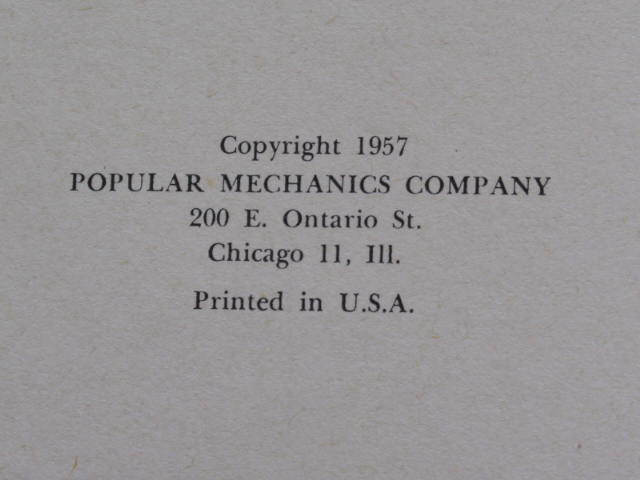 Copyright 1957
POPULAR MECHANICS COMPANY
200 E. Ontario St.
Chicago 11, Ill.
Printed in U.S.A.